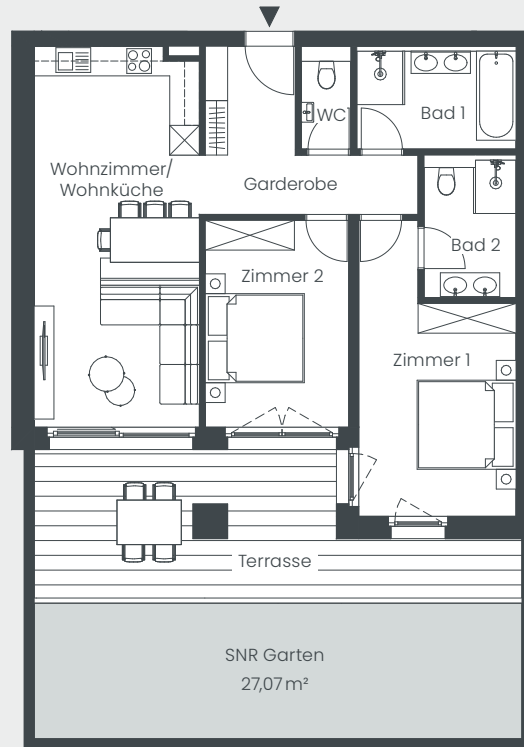 WC
Bad 1
Wohnzimmer/
Wohnküche
Garderobe
Bad 2
Zimmer 2
Zimmer 1
Terrasse
SNR Garten
27,07 m²